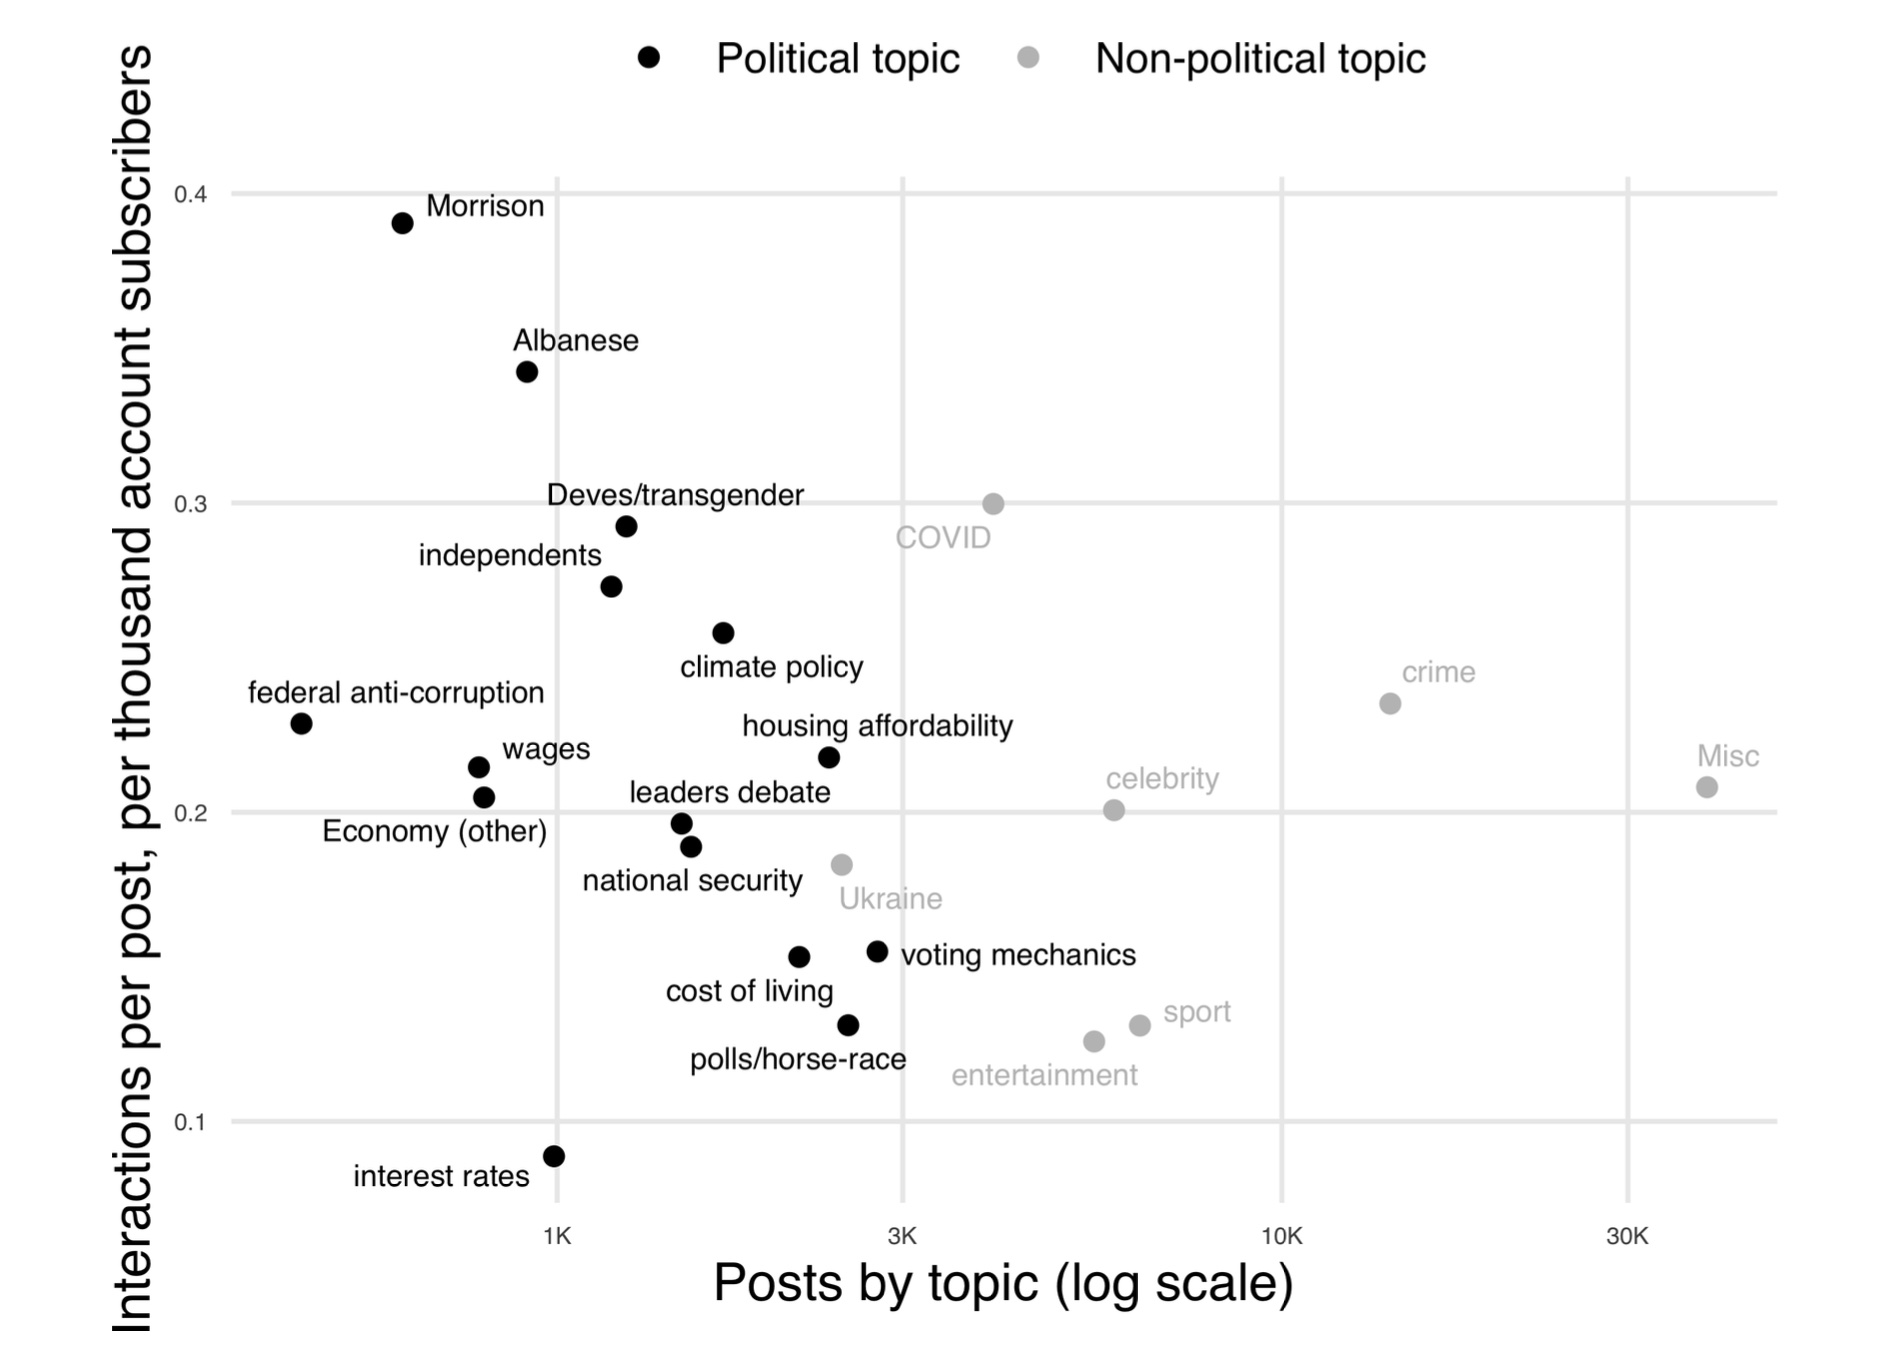 Political topic
Non-political topic
Interactions per post, per thousand account subscribers
0.4
Morrison
Albanese
0.3
Deves/transgender
COVID
independents
climate policy
crime
federal anti-corruption
housing affordability
wages
Misc
celebrity
leaders debate
0.2
Economy (other)
national security
Ukraine
voting mechanics
cost of living
sport
polls/horse-race
entertainment
0.1
interest rates
1K
3K
10K
30K
Posts by topic (log scale)